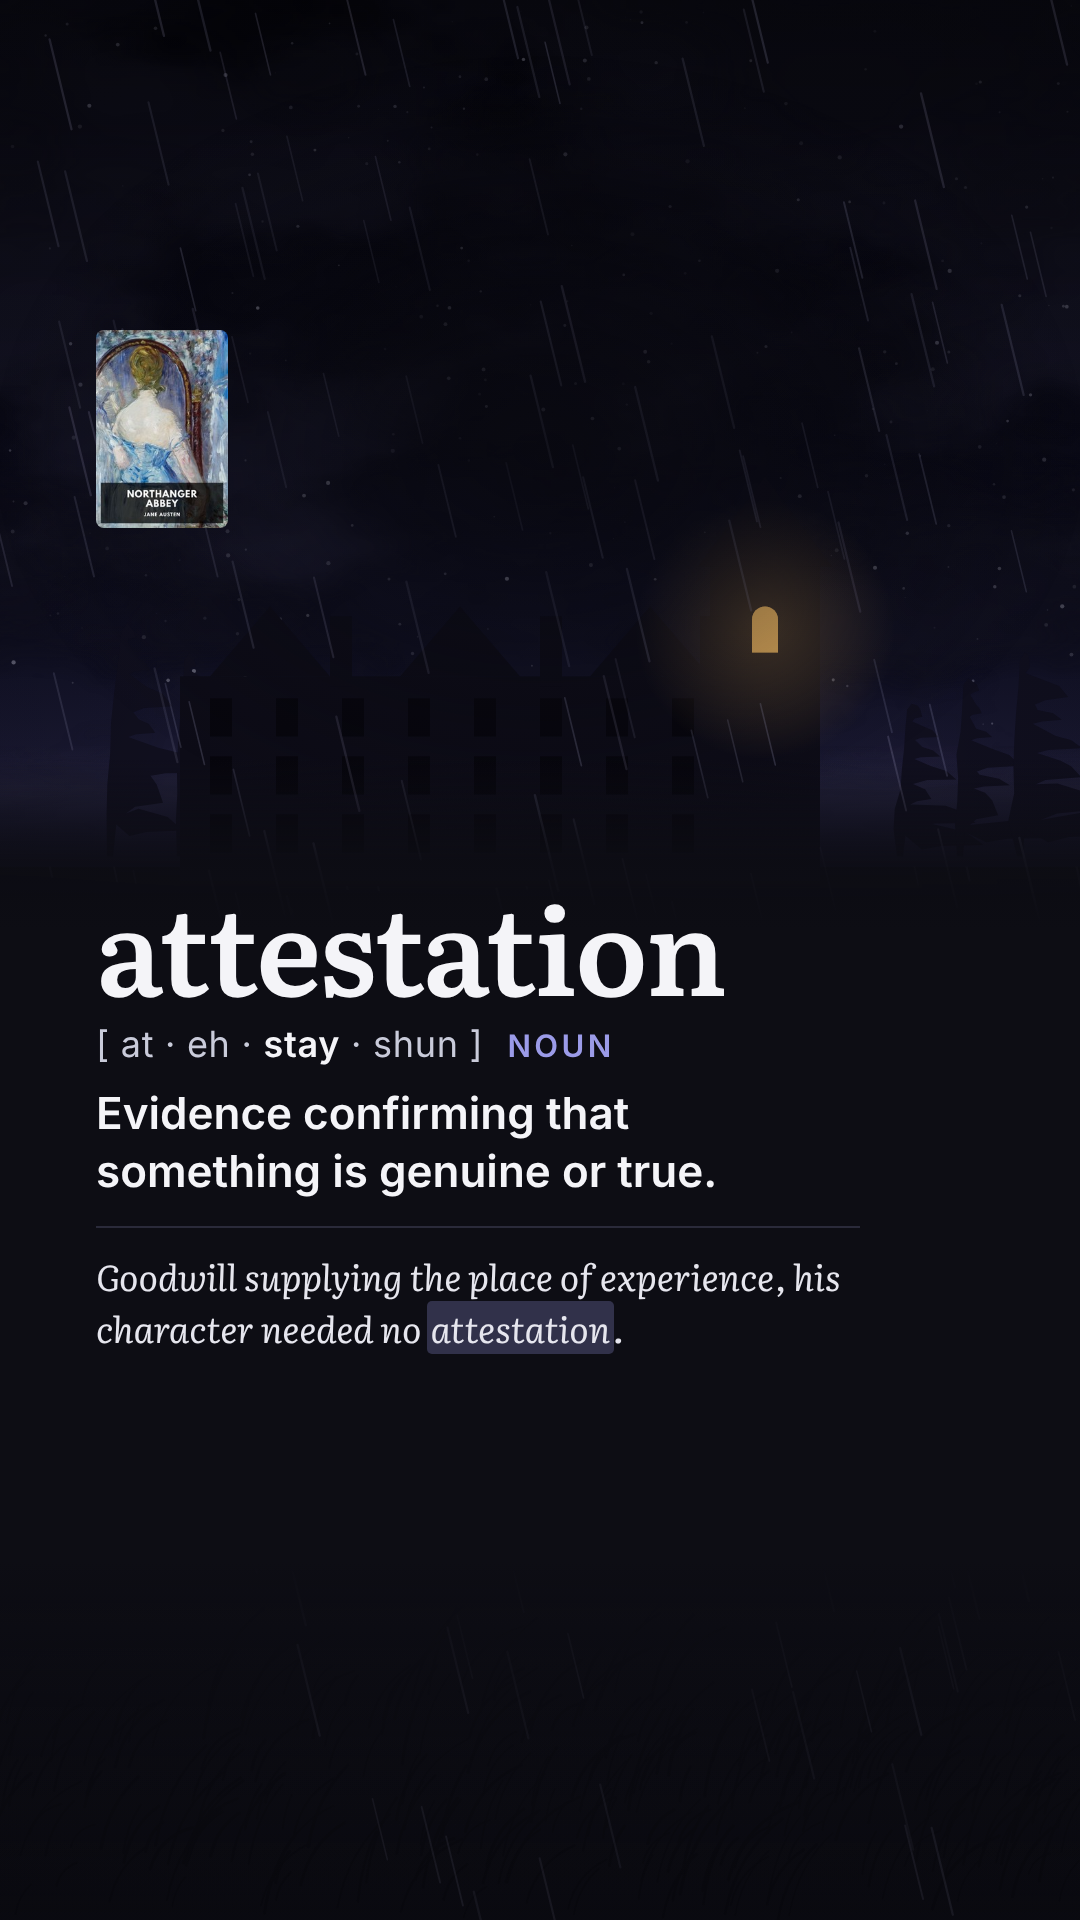 NORTHANGER
ABBEY
JANE AUSTEN
attestation
[ at · eh · stay · shun ] NOUN
Evidence confirming that
something is genuine or true.
Goodwill supplying the place of experience, his
character needed no attestation.